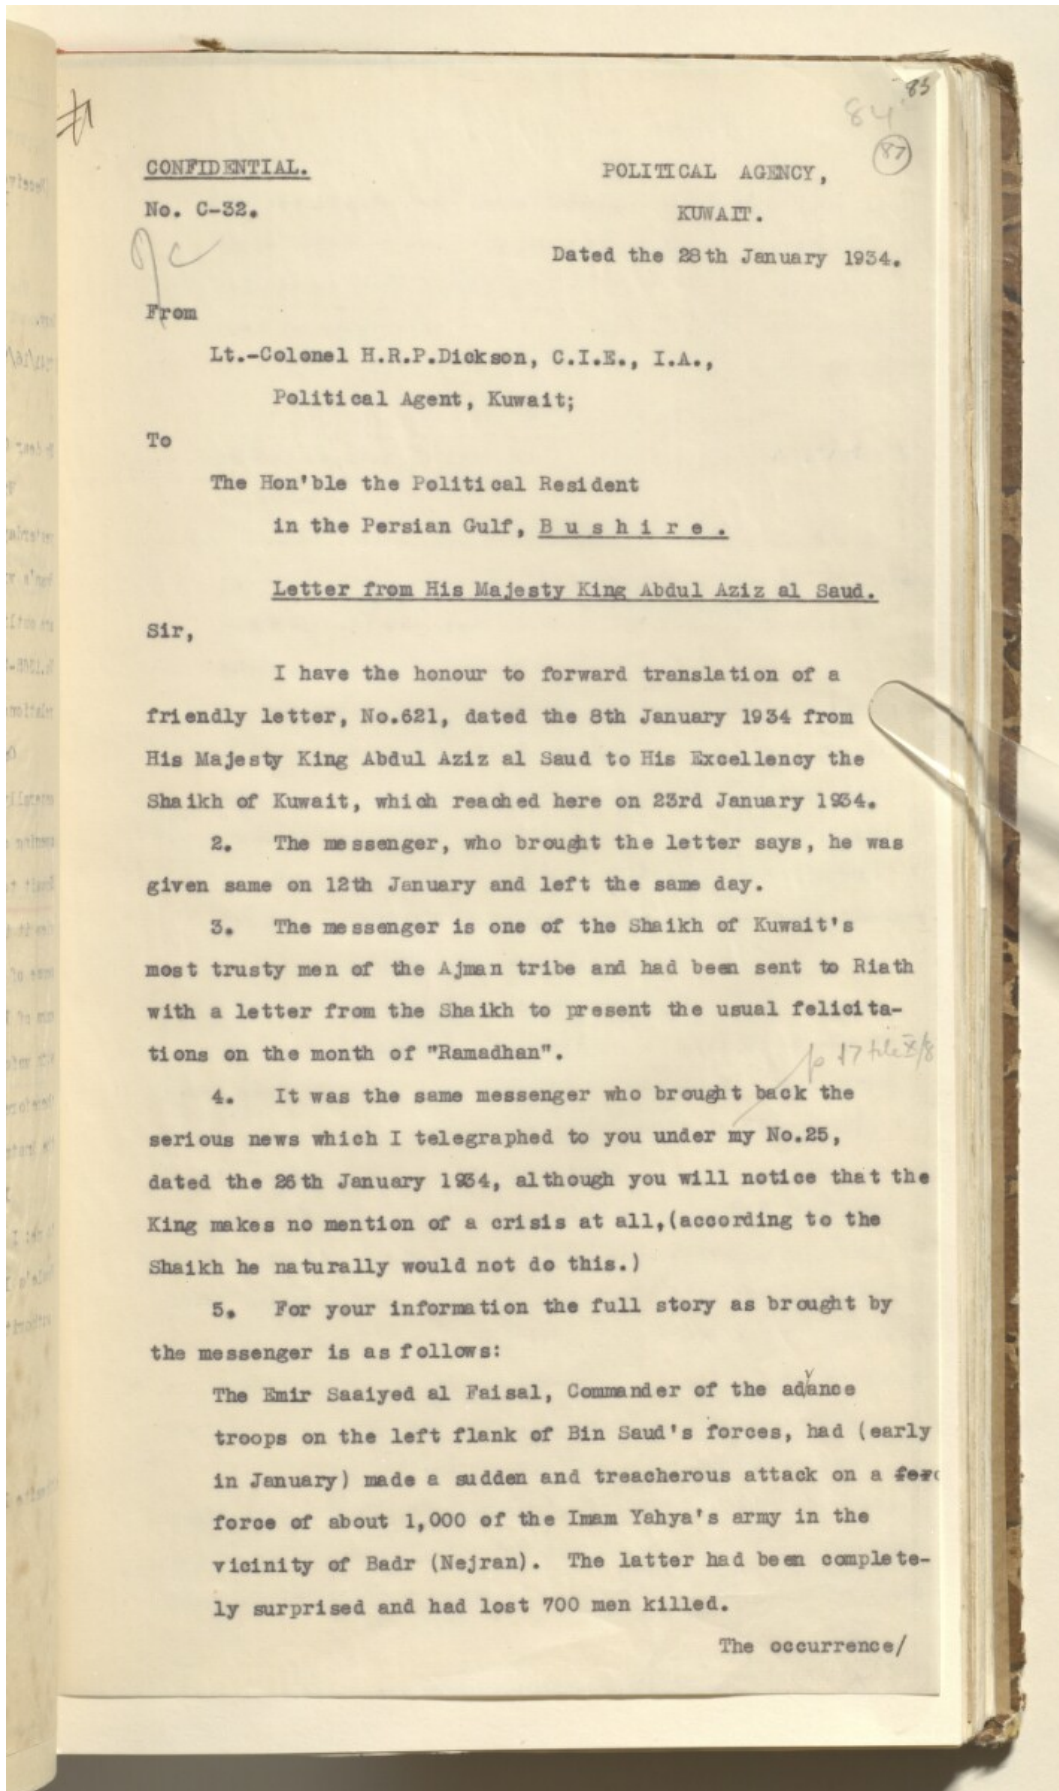 83
84
87
CONFIDENTIAL.
POLITICAL AGENCY,
No. C-32.
KUWAIT.
Dated the 28th January 1934.
From
Lt.-Colonel H.R.P.Dickson, C.I.E., I.A.,
Political Agent, Kuwait;
To
The Hon'ble the Political Resident
in the Persian Gulf, B u s h i r e .
Letter from His Majesty King Abdul Aziz al Saud.
Sir,
I have the honour to forward translation of a
friendly letter, No.621, dated the 8th January 1934 from
His Majesty King Abdul Aziz al Saud to His Excellency the
Shaikh of Kuwait, which reached here on 23rd January 1934.
2. The messenger, who brought the letter says, he was
given same on 12th January and left the same day.
3. The messenger is one of the Shaikh of Kuwait's
most trusty men of the Ajman tribe and had been sent to Riath
with a letter from the Shaikh to present the usual felicita-
tions on the month of "Ramadhan".
p 17 file
4. It was the same messenger who brought back the
serious news which I telegraphed to you under my No.25,
dated the 26th January 1934, although you will notice that the
King makes no mention of a crisis at all,(according to the
Shaikh he naturally would not do this.)
5. For your information the full story as brought by
the messenger is as follows:
The Emir Saaiyed al Faisal, Commander of the advance
troops on the left flank of Bin Saud's forces, had (early
in January) made a sudden and treacherous attack on a
force of about 1,000 of the Imam Yahya's army in the
vicinity of Badr (Nejran). The latter had been complete-
ly surprised and had lost 700 men killed.
The occurrence/